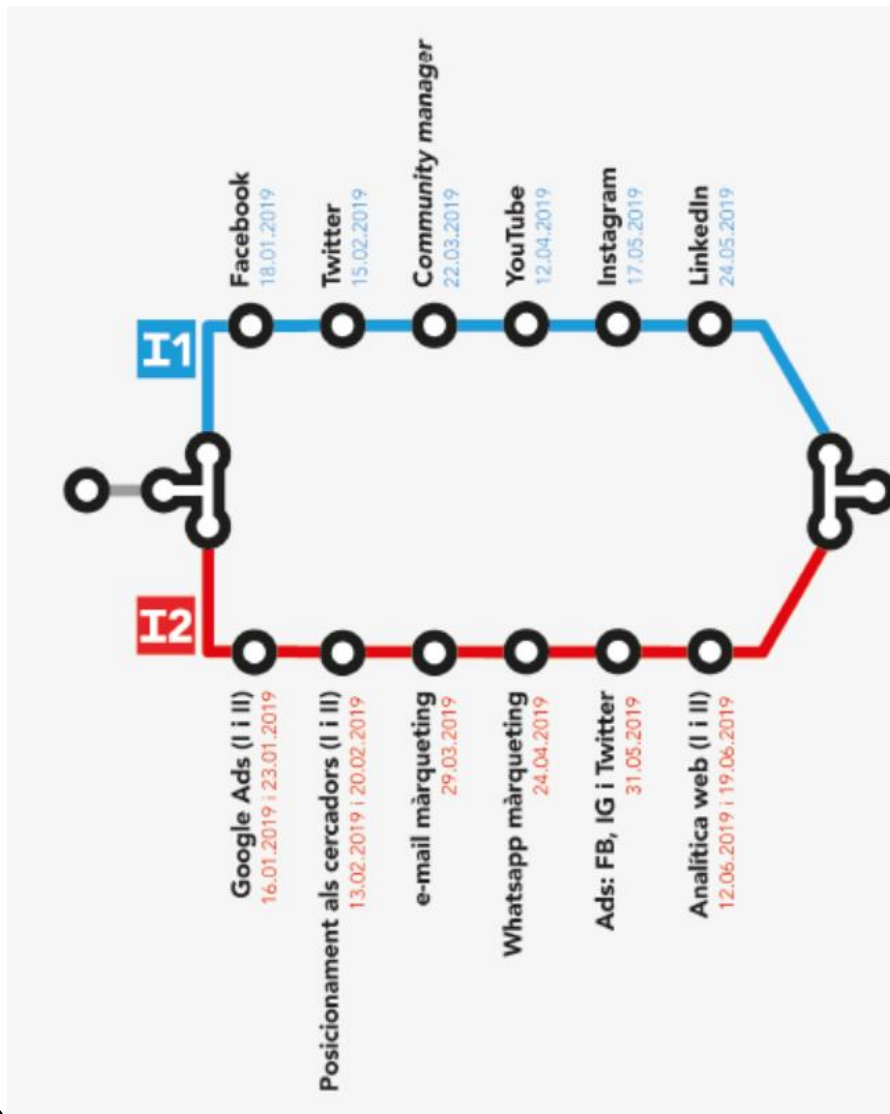 I1
Facebook
18.01.2019
Twitter
15.02.2019
Community manager
22.03.2019
YouTube
12.04.2019
Instagram
17.05.2019
LinkedIn
24.05.2019
I2
Google Ads (I i II)
16.01.2019 i 23.01.2019
Posicionament als cercadors (I i II)
13.02.2019 i 20.02.2019
e-mail màrqueting
29.03.2019
Whatsapp màrqueting
24.04.2019
Ads: FB, IG i Twitter
31.05.2019
Analítica web (I i II)
12.06.2019 i 19.06.2019